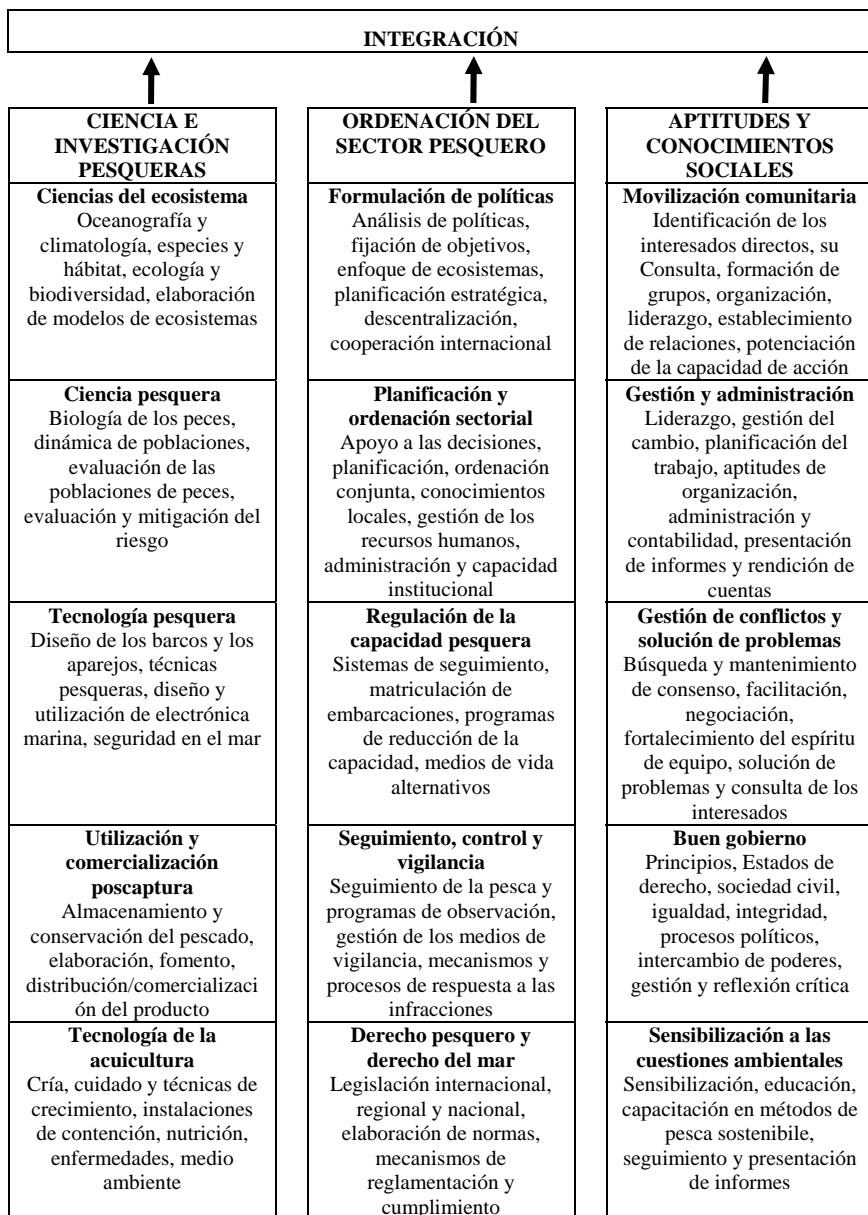 INTEGRACIÓN
CIENCIA E
INVESTIGACIÓN
PESQUERAS
Ciencias del ecosistema
Oceanografía y
climatología, especies y
hábitat, ecología y
biodiversidad, elaboración
de modelos de ecosistemas
Ciencia pesquera
Biología de los peces,
dinámica de poblaciones,
evaluación de las
poblaciones de peces,
evaluación y mitigación del
riesgo
Tecnología pesquera
Diseño de los barcos y los
aparejos, técnicas
pesqueras, diseño y
utilización de electrónica
marina, seguridad en el mar
Utilización y
comercialización
poscaptura
Almacenamiento y
conservación del pescado,
elaboración, fomento,
distribución/comercializaci
ón del producto
Tecnología de la
acuicultura
Cría, cuidado y técnicas de
crecimiento, instalaciones
de contención, nutrición,
enfermedades, medio
ambiente
ORDENACIÓN DEL
SECTOR PESQUERO
Formulación de políticas
Análisis de políticas,
fijación de objetivos,
enfoque de ecosistemas,
planificación estratégica,
descentralización,
cooperación internacional
Planificación y
ordenación sectorial
Apoyo a las decisiones,
planificación, ordenación
conjunta, conocimientos
locales, gestión de los
recursos humanos,
administración y capacidad
institucional
Regulación de la
capacidad pesquera
Sistemas de seguimiento,
matriculación de
embarcaciones, programas
de reducción de la
capacidad, medios de vida
alternativos
Seguimiento, control y
vigilancia
Seguimiento de la pesca y
programas de observación,
gestión de los medios de
vigilancia, mecanismos y
procesos de respuesta a las
infracciones
Derecho pesquero y
derecho del mar
Legislación internacional,
regional y nacional,
elaboración de normas,
mecanismos de
reglamentación y
cumplimiento
APTITUDES Y
CONOCIMIENTOS
SOCIALES
Movilización comunitaria
Identificación de los
interesados directos, su
Consulta, formación de
grupos, organización,
liderazgo, establecimiento
de relaciones, potenciación
de la capacidad de acción
Gestión y administración
Liderazgo, gestión del
cambio, planificación del
trabajo, aptitudes de
organización,
administración y
contabilidad, presentación
de informes y rendición de
cuentas
Gestión de conflictos y
solución de problemas
Búsqueda y mantenimiento
de consenso, facilitación,
negociación,
fortalecimiento del espíritu
de equipo, solución de
problemas y consulta de los
interesados
Buen gobierno
Principios, Estados de
derecho, sociedad civil,
igualdad, integridad,
procesos políticos,
intercambio de poderes,
gestión y reflexión crítica
Sensibilización a las
cuestiones ambientales
Sensibilización, educación,
capacitación en métodos de
pesca sostenibile,
seguimiento y presentación
de informes